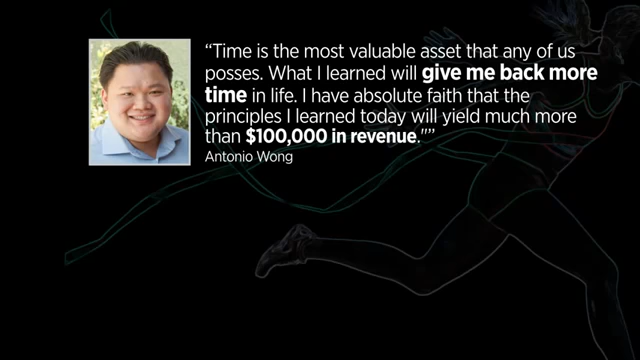 “Time is the most valuable asset that any of us
posses. What I learned will give me back more
time in life. I have absolute faith that the
principles I learned today will yield much more
than $100,000 in revenue."”
Antonio Wong